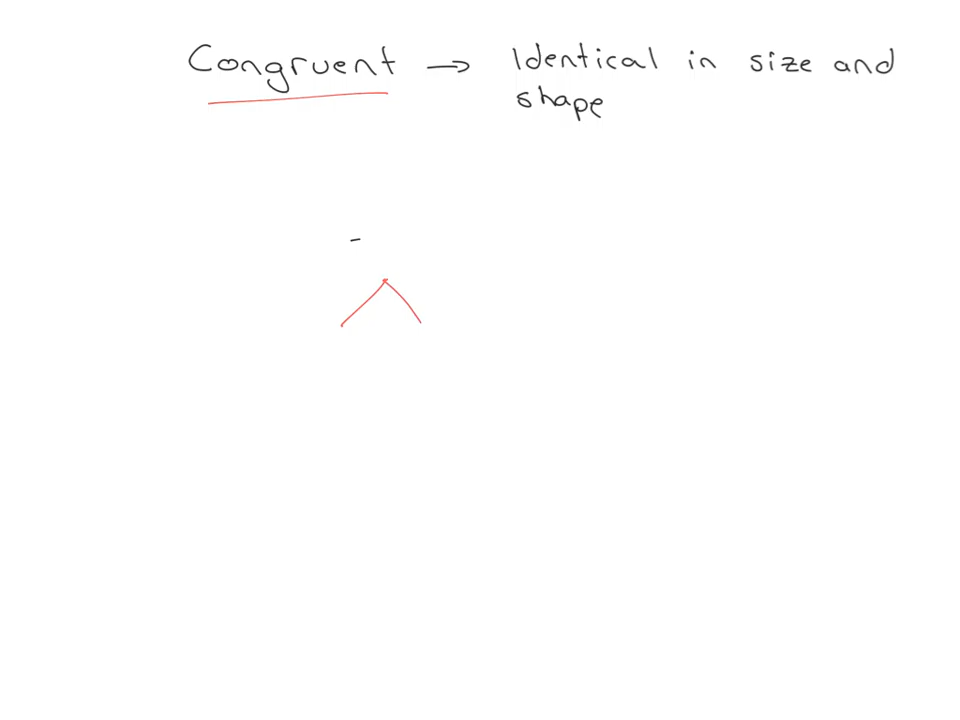 Congruent → Identical in size and
shape